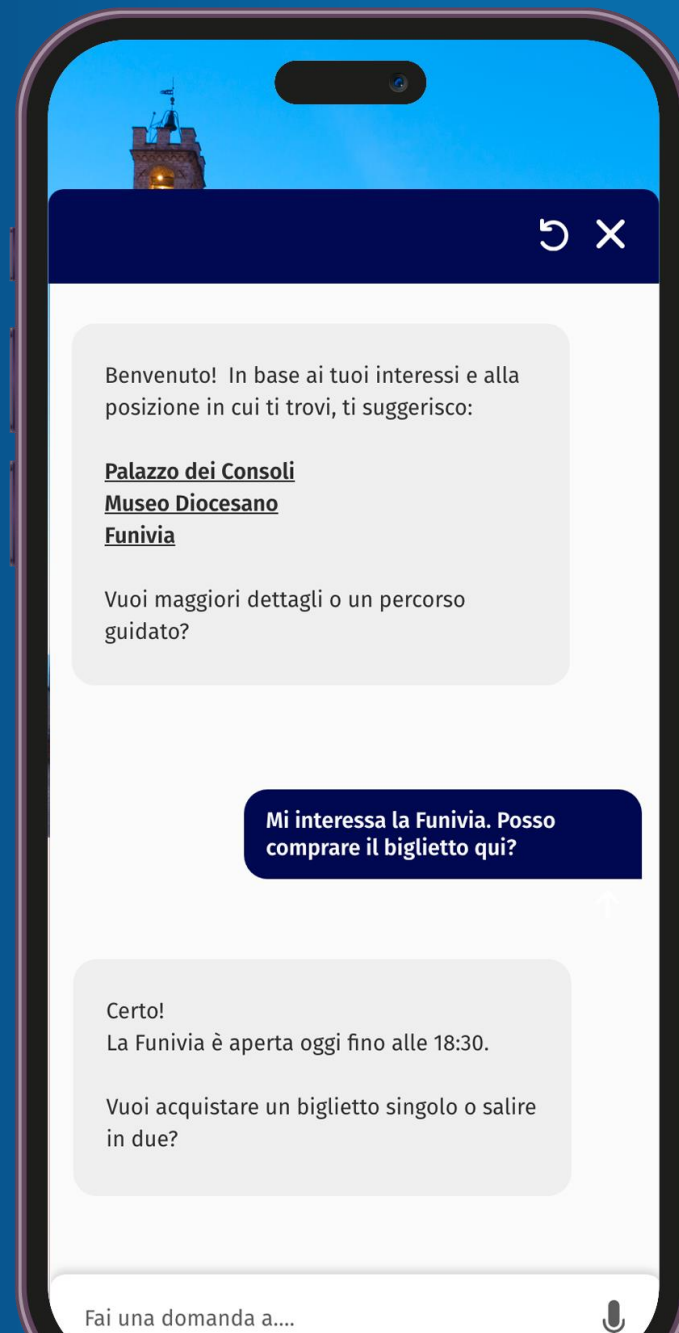 Benvenuto!  In base ai tuoi interessi e alla
posizione in cui ti trovi, ti suggerisco:
Palazzo dei Consoli
Museo Diocesano
Funivia
Vuoi maggiori dettagli o un percorso
guidato?
Mi interessa la Funivia. Posso
comprare il biglietto qui?
Certo!
La Funivia è aperta oggi fino alle 18:30.
Vuoi acquistare un biglietto singolo o salire
in due?
Fai una domanda a....